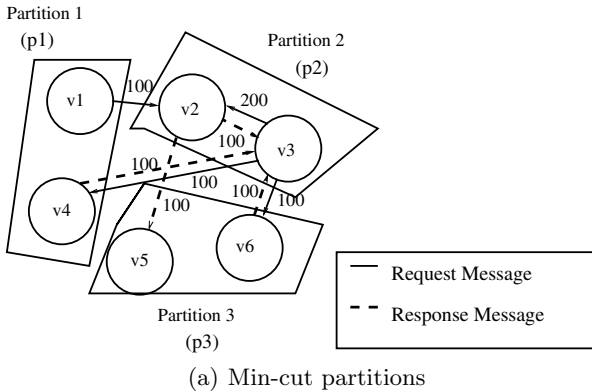 Partition 1
(p1)
Partition 2
(p2)
v1
100
v2
200
100
v3
100
100
v4
100
100
100
v5
v6
Request Message
Response Message
Partition 3
(p3)
(a) Min-cut partitions